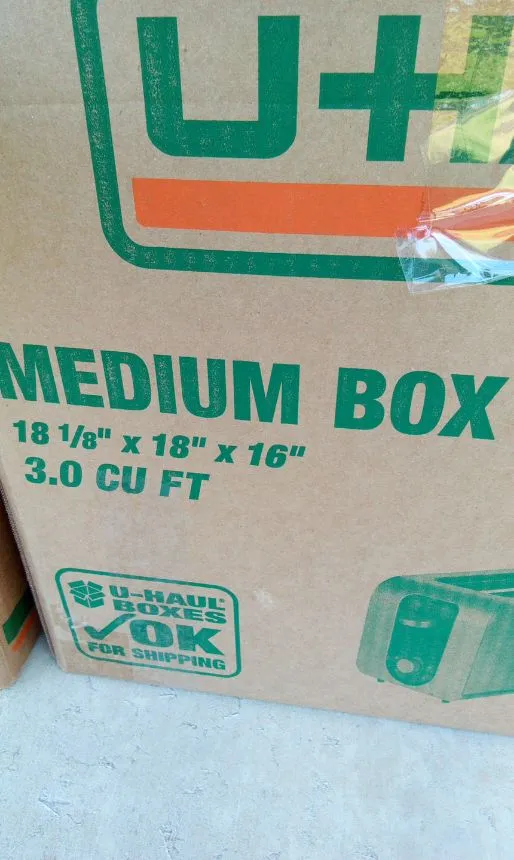 U-H
MEDIUM BOX
18 1/8" x 18" x 16"
3.0 CU FT
U-HAUL®
BOXES
✓OK
FOR SHIPPING